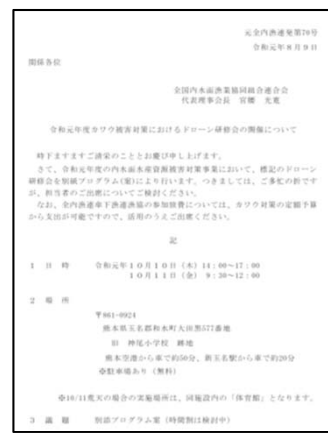 元全内漁連発第78号
令和元年8月9日
関係各位
全国内水面漁業協同組合連合会
代表理事会長 宮腰 光寛
令和元年度カワウ被害対策におけるドローン研修会の開催について
時下ますますご清栄のこととお慶び申し上げます。
さて、令和元年度の内水面水産資源被害対策事業において、標記のドローン
研修会を別紙プログラム(案)により行います。つきましては、ご多忙の折です
が、担当者のご出席についてご検討ください。
なお、全内漁連傘下漁連漁協の参加旅費については、カワウ対策の定額予算
から支出が可能ですので、活用のうえご出席ください。
記
1 日 時 令和元年10月10日(木)14:00~17:00
10月11日(金) 9:30~12:00
2 場 所
〒861-0924
熊本県玉名郡和水町大田黒577番地
旧 神尾小学校 跡地
熊本空港から車で約50分、新玉名駅から車で約20分
※駐車場あり(無料)
※10/11荒天の場合の実施場所は、同施設内の「体育館」となります。
3 議 題 別添プログラム案(時間割は検討中)